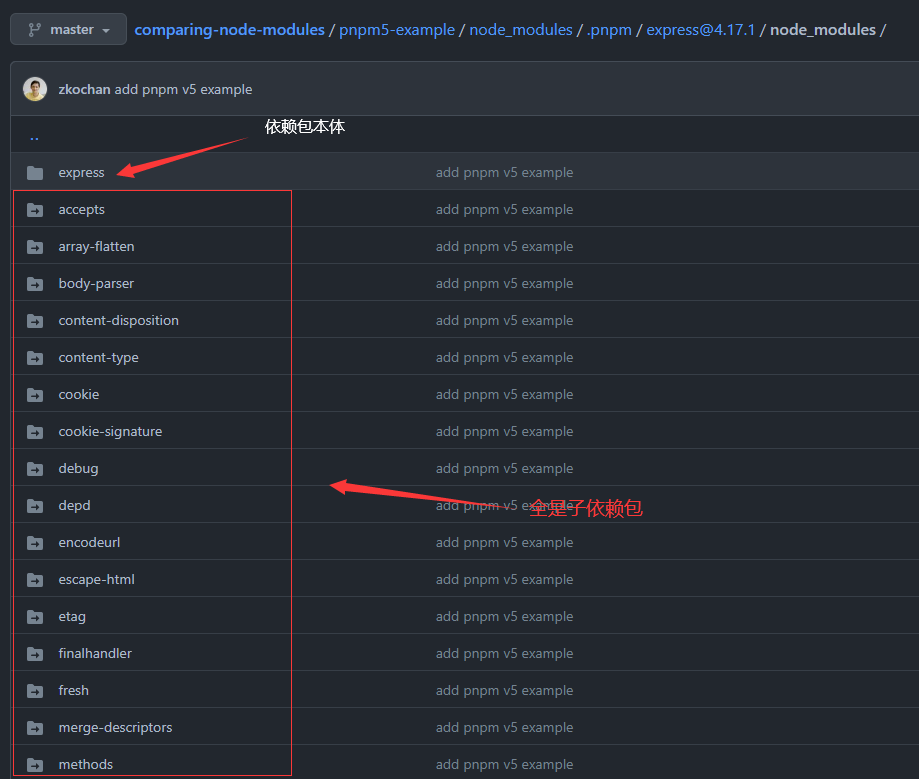 master comparing-node-modules / pnpm5-example / node_modules / .pnpm / express@4.17.1 / node_modules /
zkochan add pnpm v5 example
..
依赖包本体
express add pnpm v5 example
accepts add pnpm v5 example
array-flatten add pnpm v5 example
body-parser add pnpm v5 example
content-disposition add pnpm v5 example
content-type add pnpm v5 example
cookie add pnpm v5 example
cookie-signature add pnpm v5 example
debug add pnpm v5 example
depd add pnpm v5 example
全是子依赖包
encodeurl add pnpm v5 example
escape-html add pnpm v5 example
etag add pnpm v5 example
finalhandler add pnpm v5 example
fresh add pnpm v5 example
merge-descriptors add pnpm v5 example
methods add pnpm v5 example